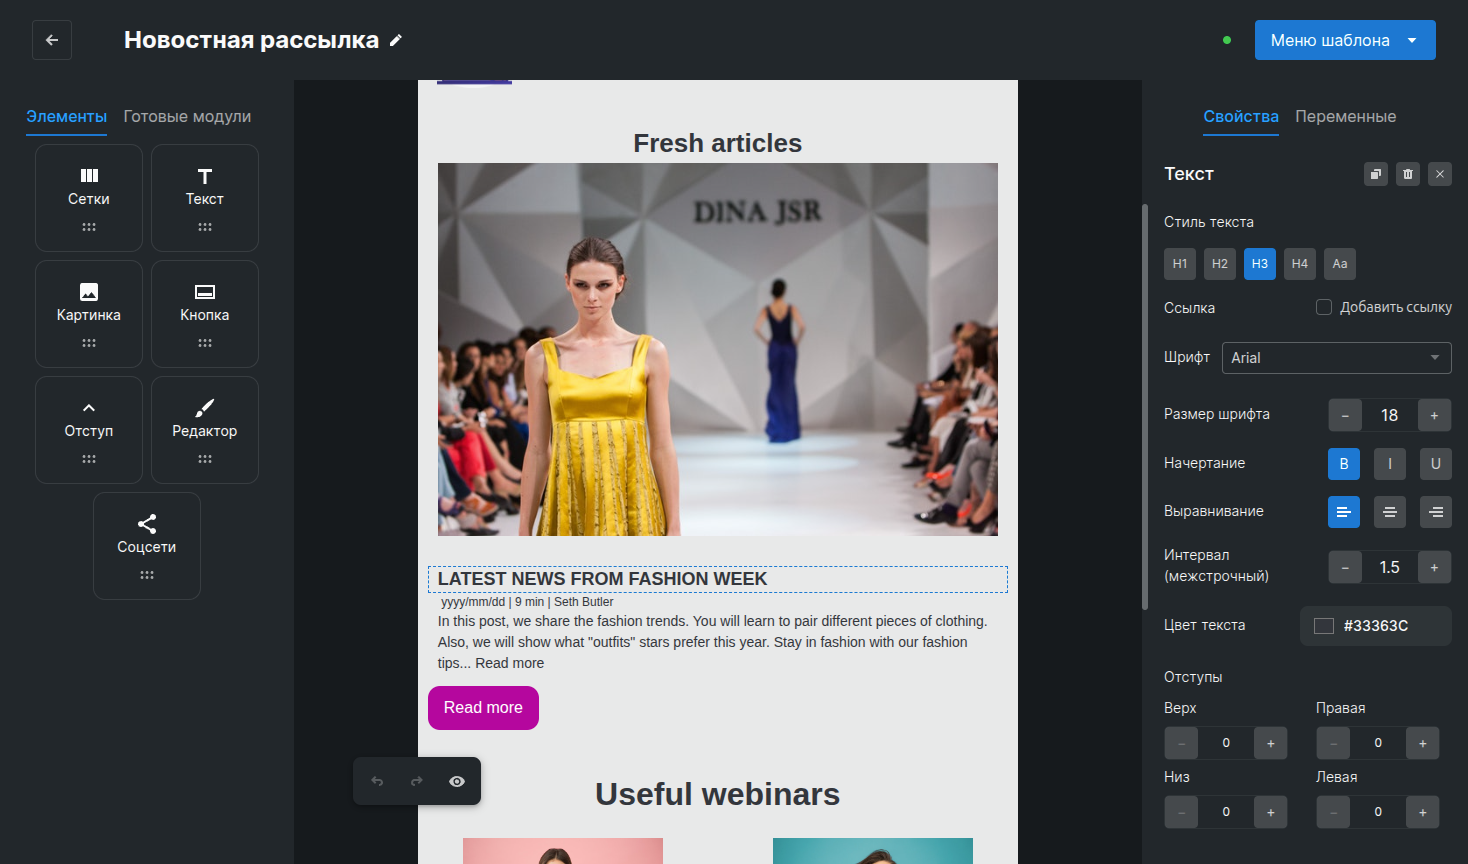 Новостная рассылка
Меню шаблона
Элементы
Готовые модули
Сетки
Текст
Картинка
Кнопка
Отступ
Редактор
Соцсети
Fresh articles
DINA JSR
LATEST NEWS FROM FASHION WEEK
yyyy/mm/dd | 9 min | Seth Butler
In this post, we share the fashion trends. You will learn to pair different pieces of clothing.
Also, we will show what "outfits" stars prefer this year. Stay in fashion with our fashion
tips... Read more
Read more
Useful webinars
Свойства
Переменные
Текст
Стиль текста
H1 H2 H3 H4 Aa
Ссылка
Добавить ссылку
Шрифт
Arial
Размер шрифта
− 18 +
Начертание
B I U
Выравнивание
Интервал
(межстрочный)
− 1.5 +
Цвет текста
#33363C
Отступы
Верх
Правая
− 0 +
− 0 +
Низ
Левая
− 0 +
− 0 +